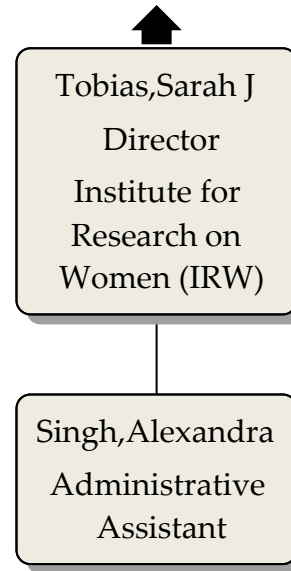 Tobias,Sarah J
Director
Institute for
Research on
Women (IRW)
Singh,Alexandra
Administrative
Assistant